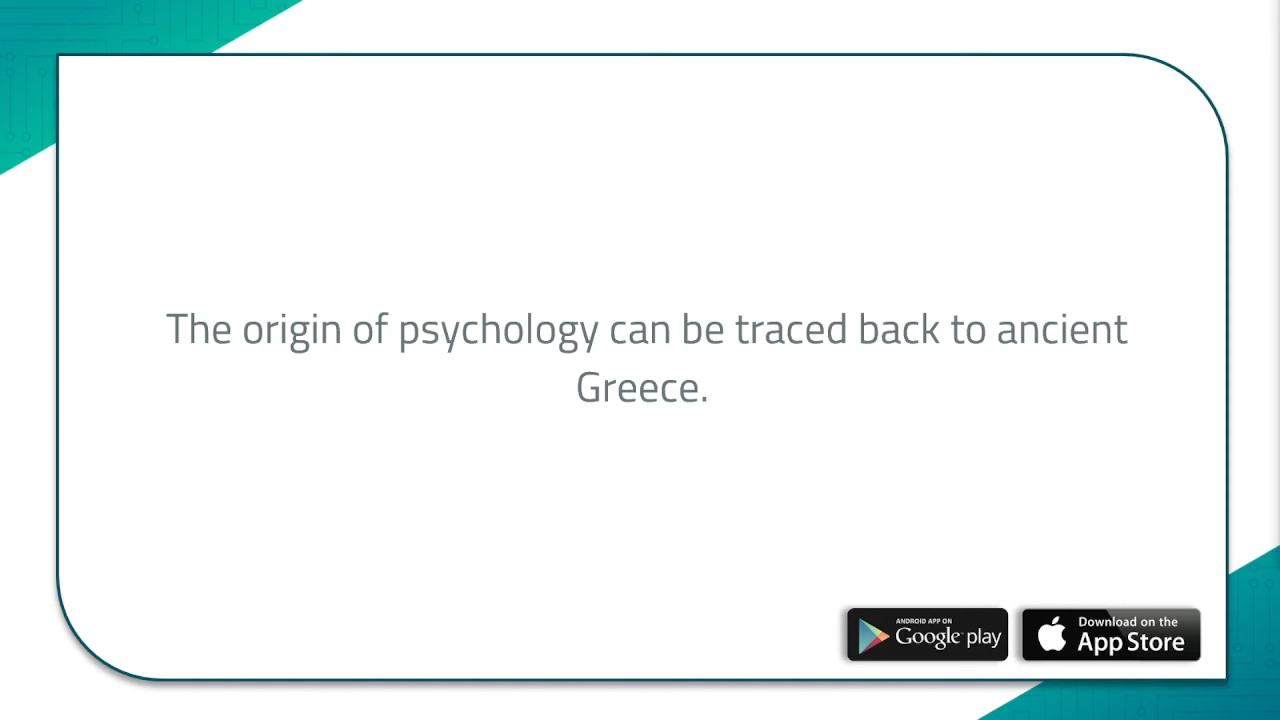 The origin of psychology can be traced back to ancient
Greece.
ANDROID APP ON
Google play
Download on the
App Store